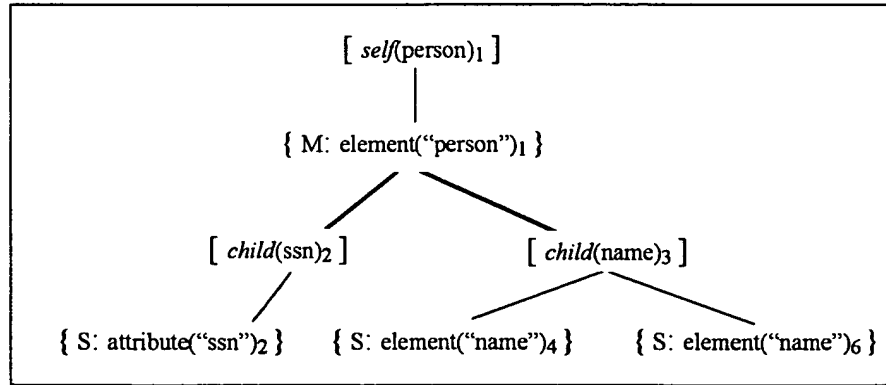 [ self(person)1 ]
{ M: element(“person”)1 }
[ child(ssn)2 ]
[ child(name)3 ]
{ S: attribute(“ssn”)2 }
{ S: element(“name”)4 }
{ S: element(“name”)6 }